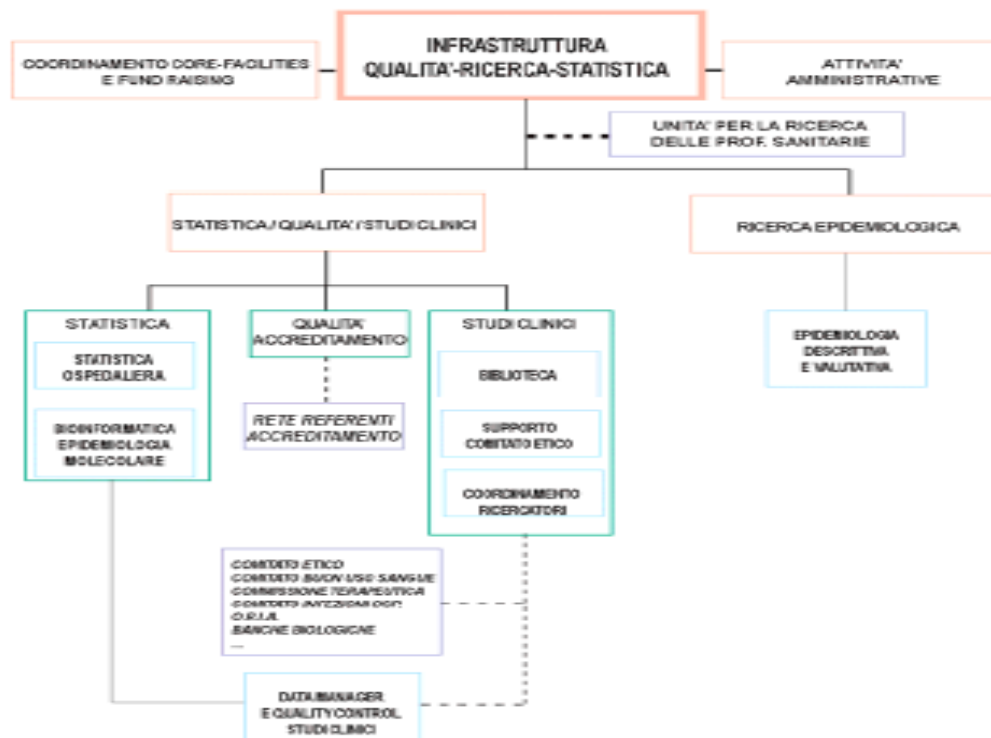 INFRASTRUTTURA
QUALITA'-RICERCA-STATISTICA
COORDINAMENTO CORE-FACILITIES
E FUND RAISING
ATTIVITA'
AMMINISTRATIVE
UNITA' PER LA RICERCA
DELLE PROF. SANITARIE
STATISTICA / QUALITA' / STUDI CLINICI
RICERCA EPIDEMIOLOGICA
STATISTICA
STATISTICA
OSPEDALIERA
BIOINFORMATICA
EPIDEMIOLOGIA
MOLECOLARE
QUALITA'
ACCREDITAMENTO
RETE REFERENTI
ACCREDITAMENTO
STUDI CLINICI
BIBLIOTECA
SUPPORTO
COMITATO ETICO
COORDINAMENTO
RICERCATORI
EPIDEMIOLOGIA
DESCRITTIVA
E VALUTATIVA
COMITATO ETICO
COMITATO BUON USO SANGUE
COMMISSIONE TERAPEUTICA
COMITATO INFEZIONI OSP.
BANCHE BIOLOGICHE
...
DATA MANAGER
E QUALITY CONTROL
STUDI CLINICI